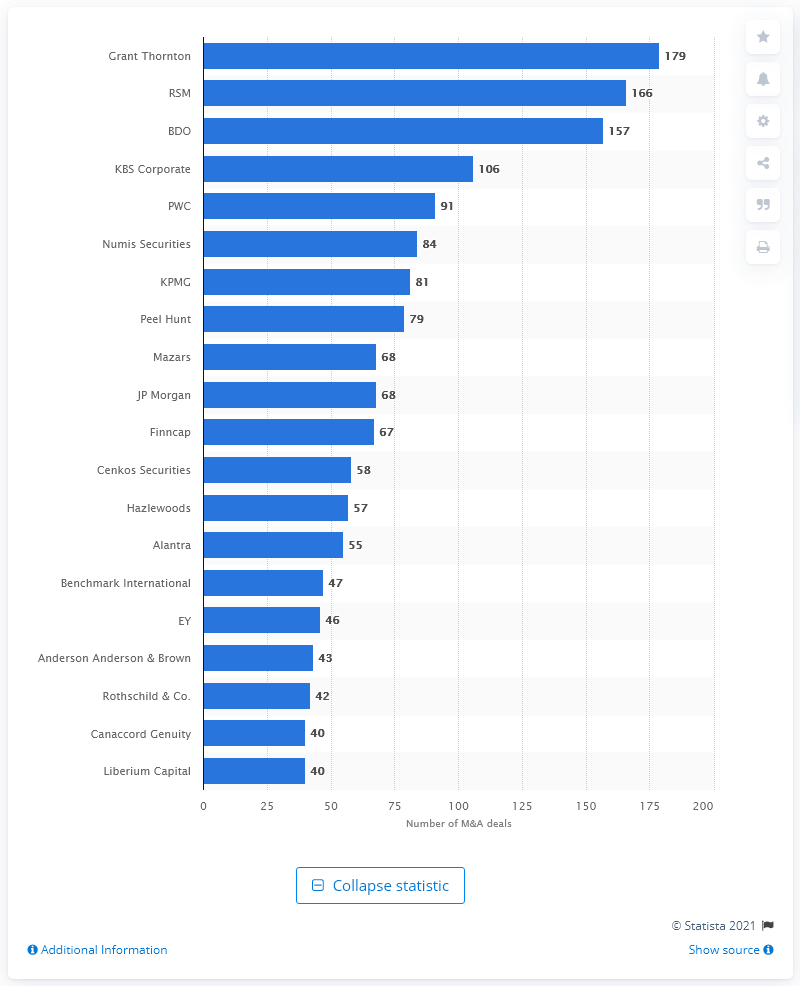 Grant Thornton 179
RSM 166
BDO 157
KBS Corporate 106
PWC 91
Numis Securities 84
KPMG 81
Peel Hunt 79
Mazars 68
JP Morgan 68
Finncap 67
Cenkos Securities 58
Hazlewoods 57
Alantra 55
Benchmark International 47
EY 46
Anderson Anderson & Brown 43
Rothschild & Co. 42
Canaccord Genuity 40
Liberium Capital 40
0 25 50 75 100 125 150 175 200
Number of M&A deals
Collapse statistic
© Statista 2021
Additional Information Show source